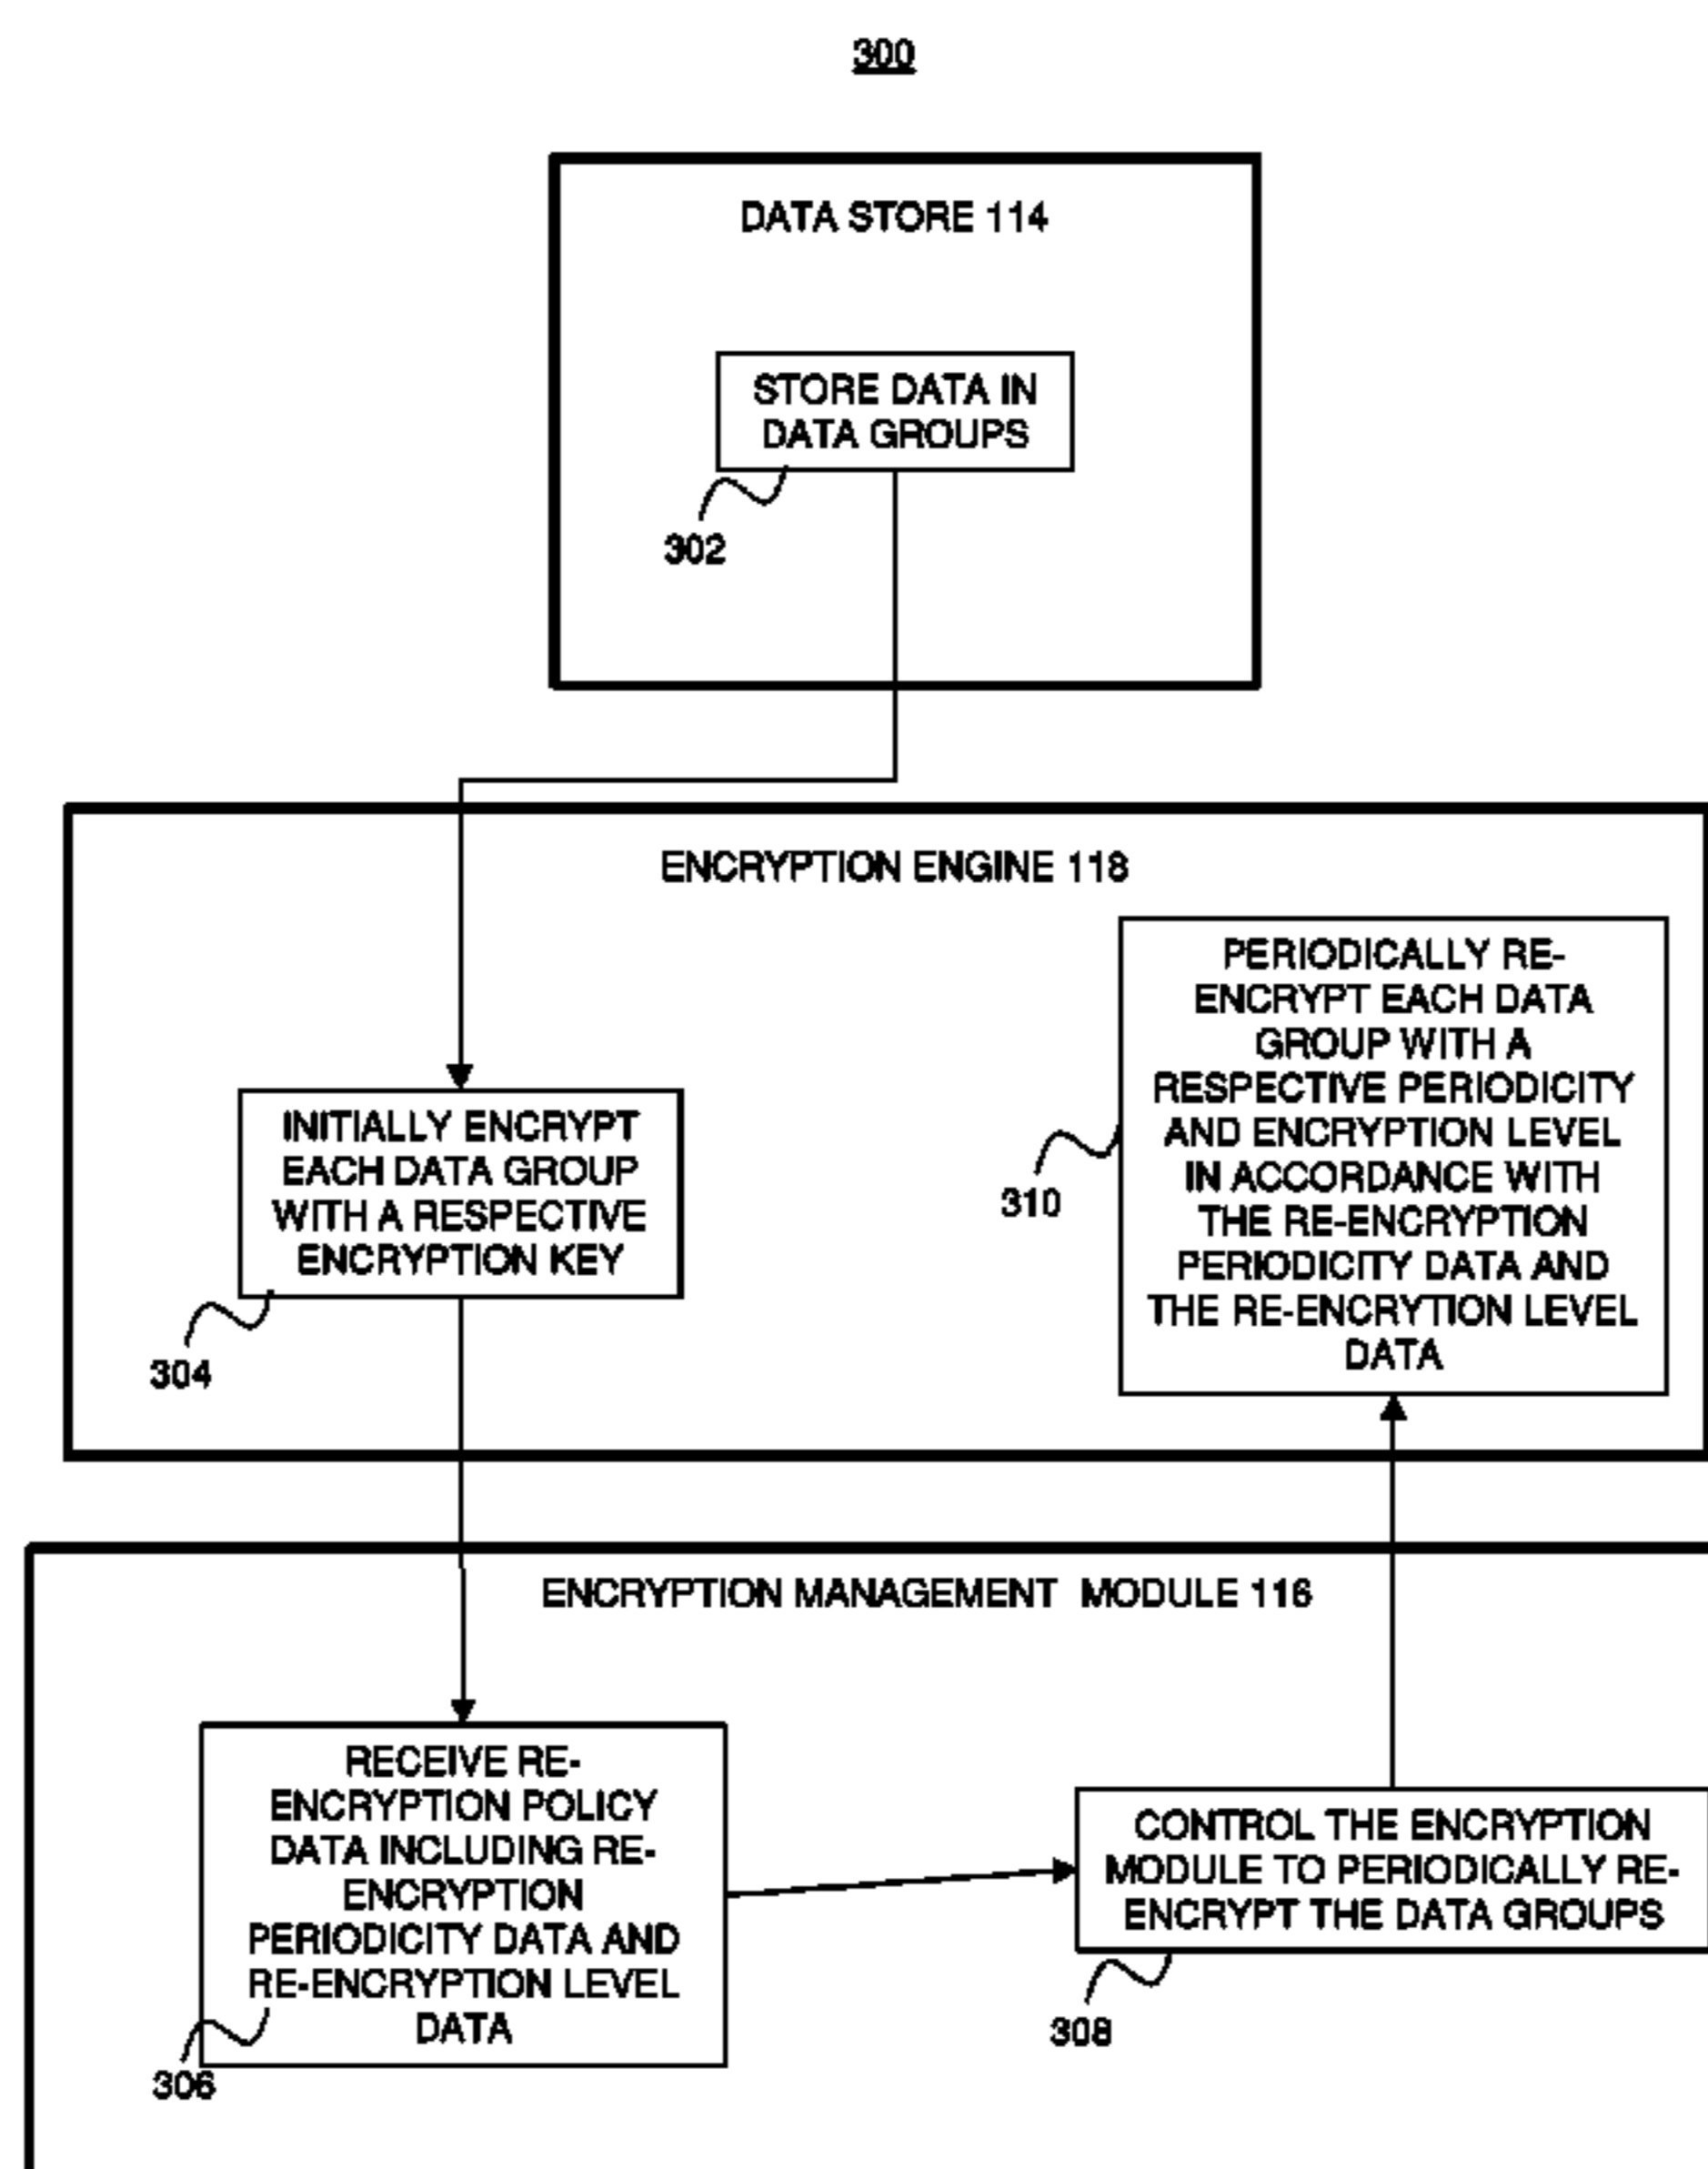 300
DATA STORE 114
STORE DATA IN
DATA GROUPS
302
ENCRYPTION ENGINE 118
INITIALLY ENCRYPT
EACH DATA GROUP
WITH A RESPECTIVE
ENCRYPTION KEY
304
PERIODICALLY RE-
ENCRYPT EACH DATA
GROUP WITH A
RESPECTIVE PERIODICITY
AND ENCRYPTION LEVEL
IN ACCORDANCE WITH
THE RE-ENCRYPTION
PERIODICITY DATA AND
THE RE-ENCRYTION LEVEL
DATA
310
ENCRYPTION MANAGEMENT MODULE 116
RECEIVE RE-
ENCRYPTION POLICY
DATA INCLUDING RE-
ENCRYPTION
PERIODICITY DATA AND
RE-ENCRYPTION LEVEL
DATA
306
CONTROL THE ENCRYPTION
MODULE TO PERIODICALLY RE-
ENCRYPT THE DATA GROUPS
308